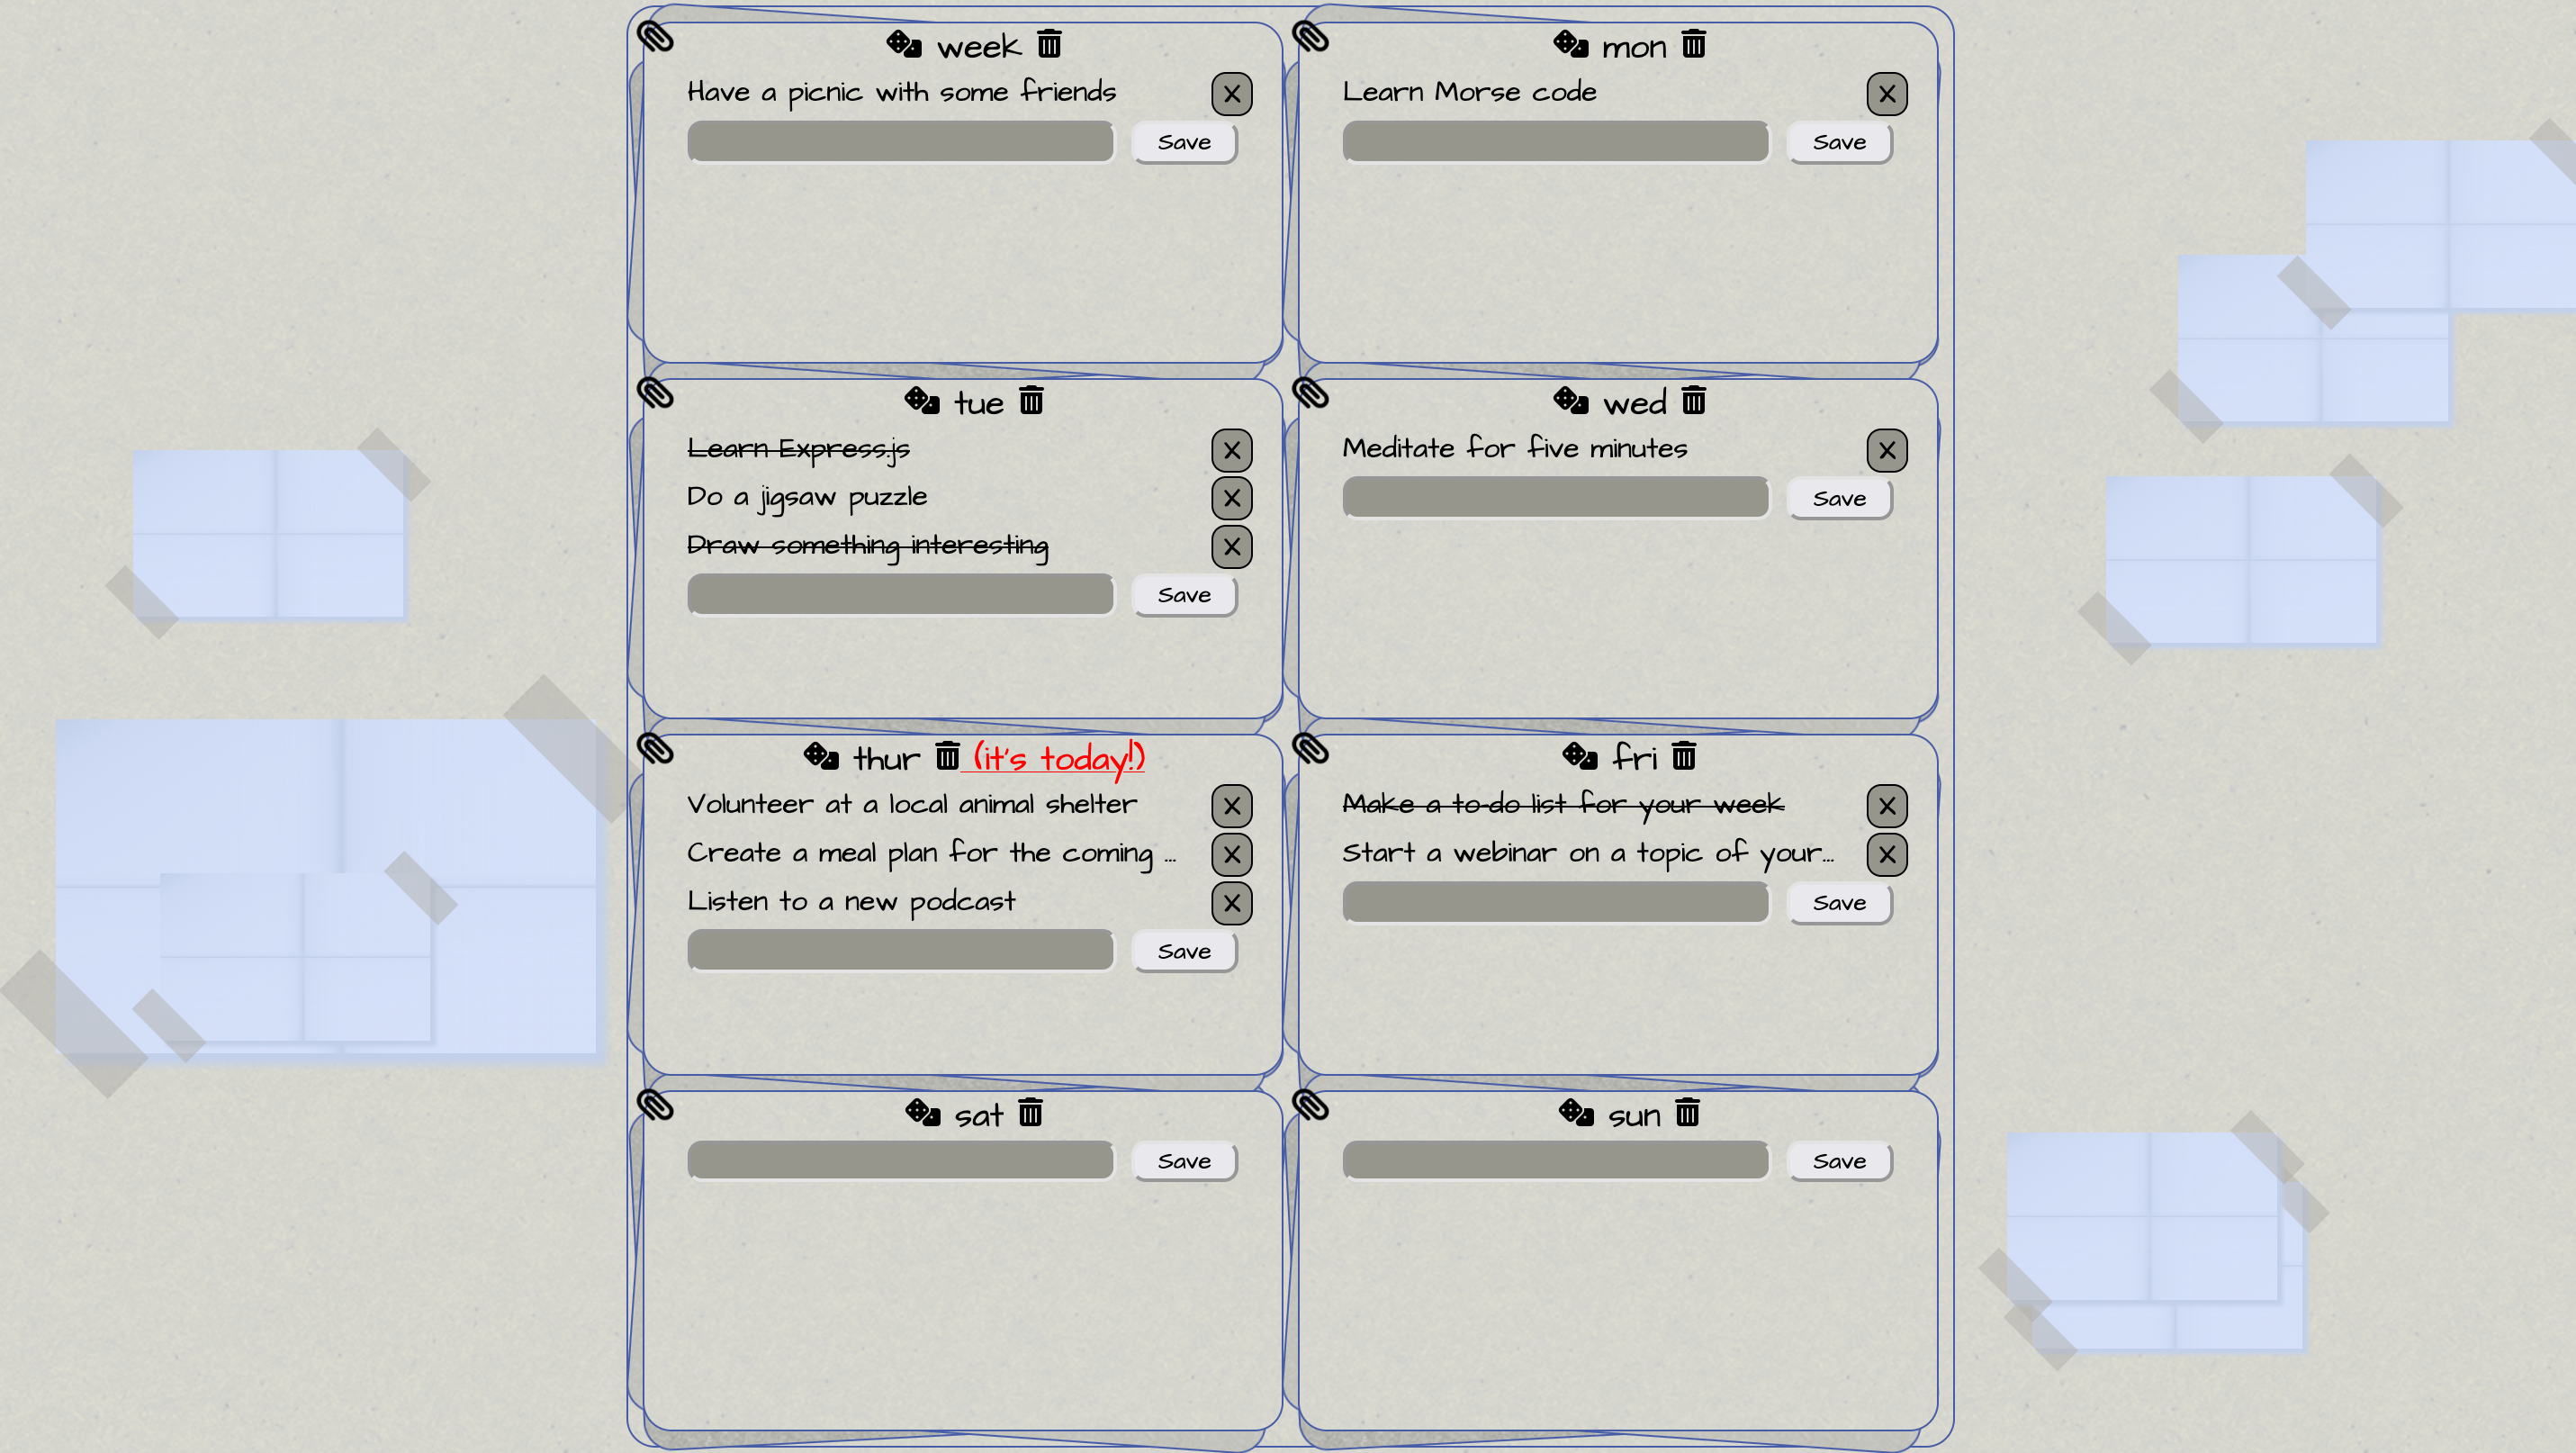 week
Have a picnic with some friends
X
Save
mon
Learn Morse code
X
Save
tue
Learn Express.js
X
Do a jigsaw puzzle
X
Draw something interesting
X
Save
wed
Meditate for five minutes
X
Save
thur (it's today!)
Volunteer at a local animal shelter
X
Create a meal plan for the coming ...
X
Listen to a new podcast
X
Save
fri
Make a to-do list for your week
X
Start a webinar on a topic of your...
X
Save
sat
Save
sun
Save